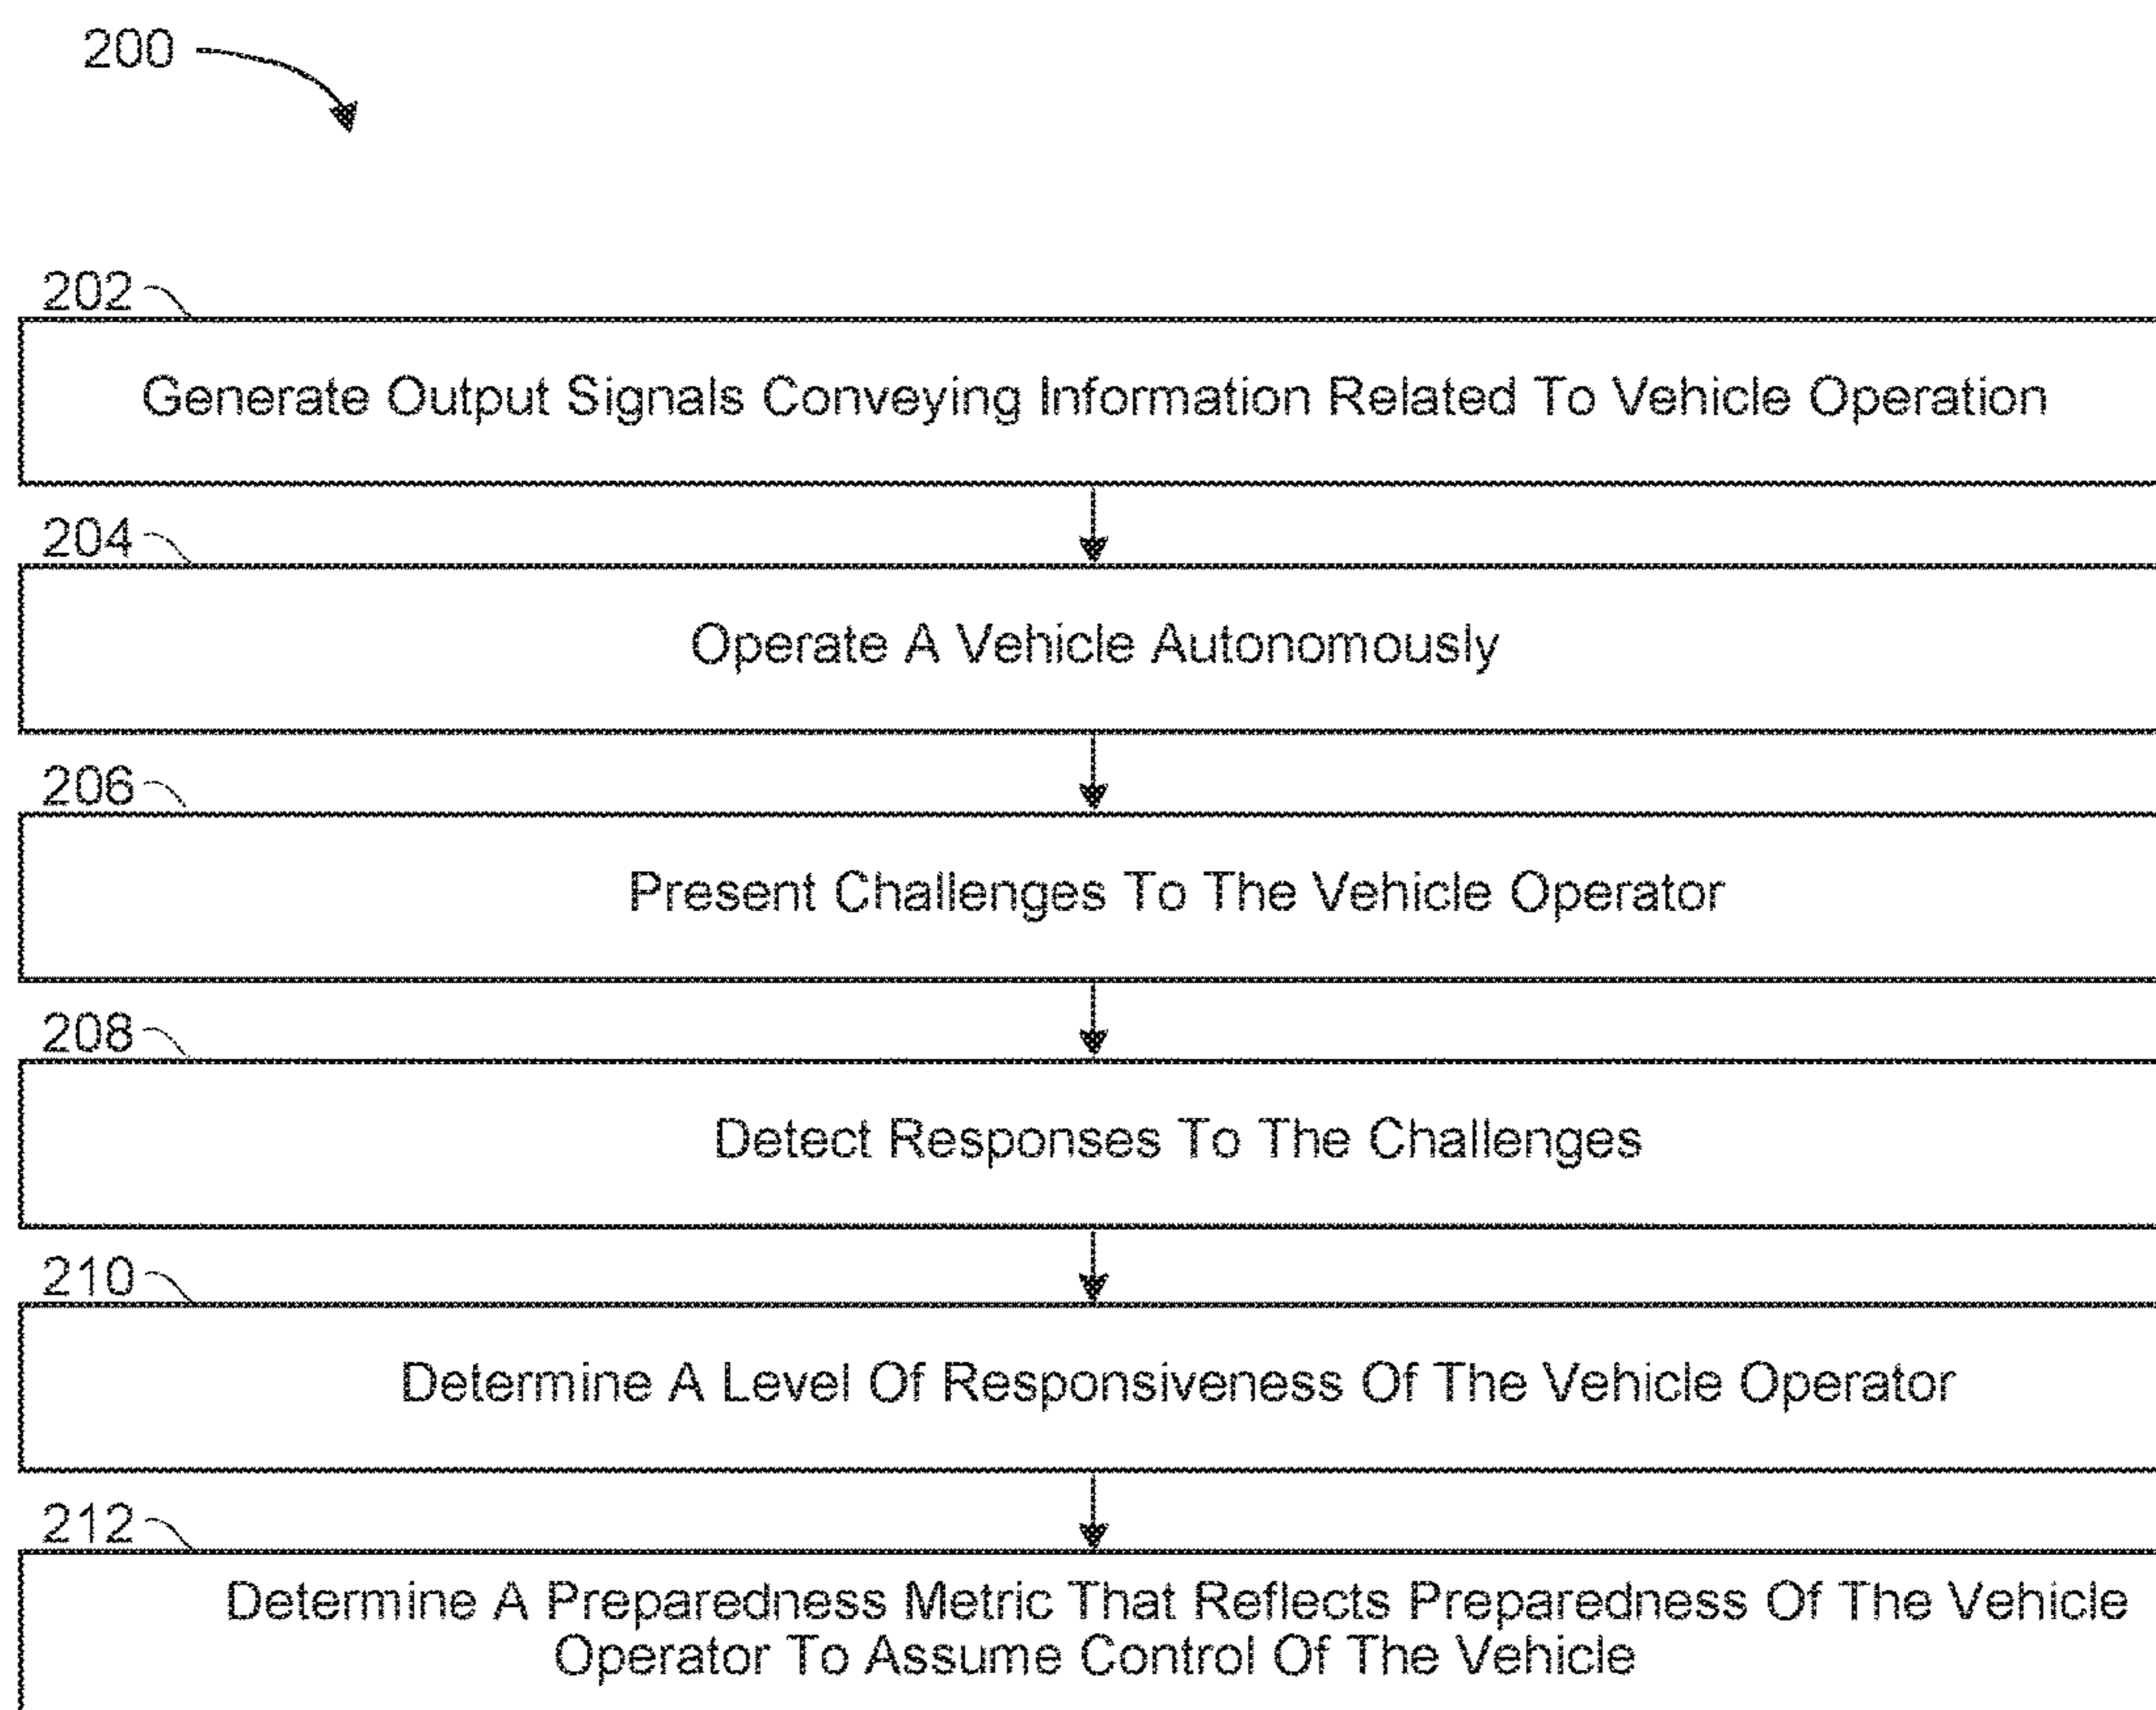 200
202
Generate Output Signals Conveying Information Related To Vehicle Operation
204
Operate A Vehicle Autonomously
206
Present Challenges To The Vehicle Operator
208
Detect Responses To The Challenges
210
Determine A Level Of Responsiveness Of The Vehicle Operator
212
Determine A Preparedness Metric That Reflects Preparedness Of The Vehicle
Operator To Assume Control Of The Vehicle